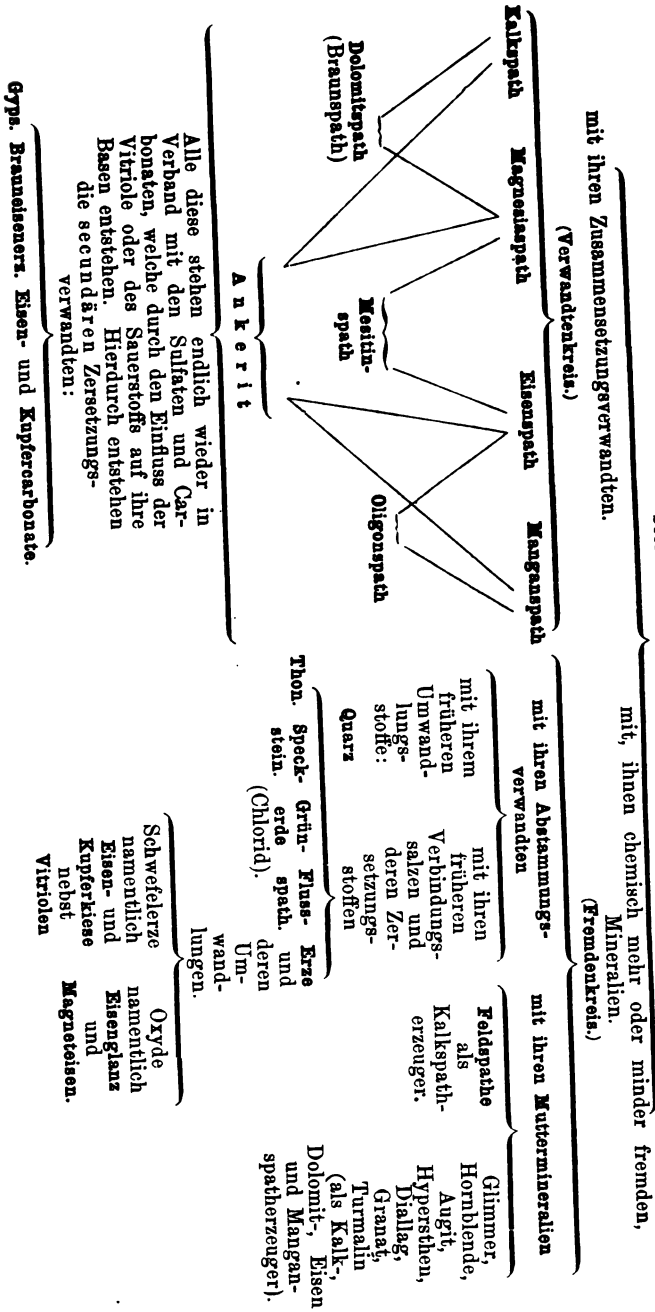 mit ihren Zusammensetzungsverwandten.
(Verwandtenkreis.)
Kalkspath Magnesiaspath Eisenspath Manganspath
Dolomitspath
(Braunspath)
Mesitin-
spath
Oligonspath
Ankerit
Alle diese stehen endlich wieder in
Verband mit den Sulfaten und Car-
bonaten, welche durch den Einfluss der
Vitriole oder des Sauerstoffs auf ihre
Basen entstehen. Hierdurch entstehen
die secundären Zersetzungs-
verwandten:
Gyps. Brauneisenerz. Eisen- und Kupfercarbonate.
mit, ihnen chemisch mehr oder minder fremden,
Mineralien.
(Fremdenkreis.)
mit ihren Abstammungs-
verwandten
mit ihrem
früheren
Umwand-
lungs-
stoffe:
Quarz
mit ihren
früheren
Verbindungs-
salzen und
deren Zer-
setzungs-
stoffen
Thon. Speck-
stein.
Grün-
erde
(Chlorid).
Fluss-
spath.
Erze
und
deren
Um-
wand-
lungen.
Schwefelerze
namentlich
Eisen- und
Kupferkiese
nebst
Vitriolen
Oxyde
namentlich
Eisenglanz
und
Magneteisen.
mit ihren Muttermineralien
Feldspathe
als
Kalkspath-
erzeuger.
Glimmer,
Hornblende,
Augit,
Hypersthen,
Diallag,
Granat,
Turmalin
(als Kalk-,
Dolomit-, Eisen
und Mangan-
spatherzeuger).